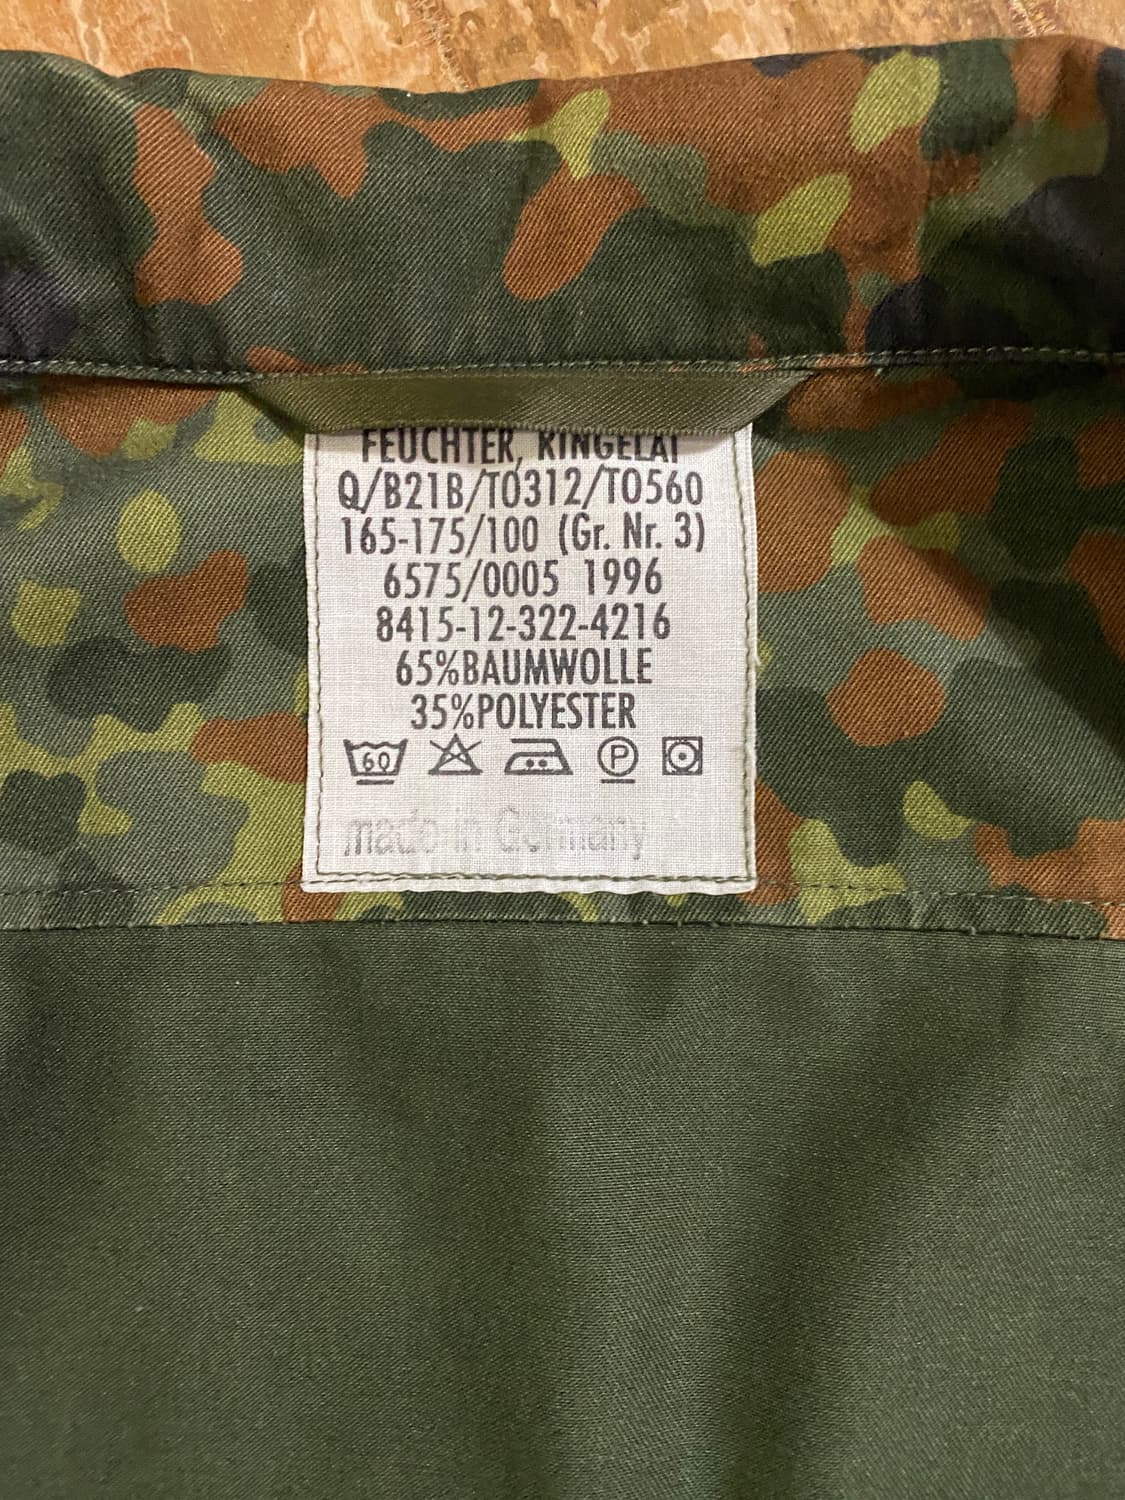 FEUCHTER, RINGELAI
Q/B21B/T0312/T0560
165-175/100 (Gr. Nr. 3)
6575/0005 1996
8415-12-322-4216
65%BAUMWOLLE
35%POLYESTER
60 P
made in Germany